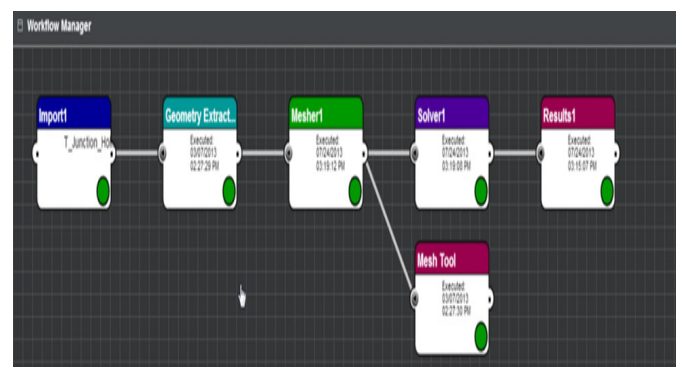 Workflow Manager
Import1
T_Junction_Ho
Geometry Extract...
Executed:
03/07/2013
02:27:29 PM
Mesher1
Executed:
07/24/2013
03:19:12 PM
Solver1
Executed:
07/24/2013
03:19:08 PM
Results1
Executed:
07/24/2013
03:15:07 PM
Mesh Tool
Executed:
03/07/2013
02:27:30 PM